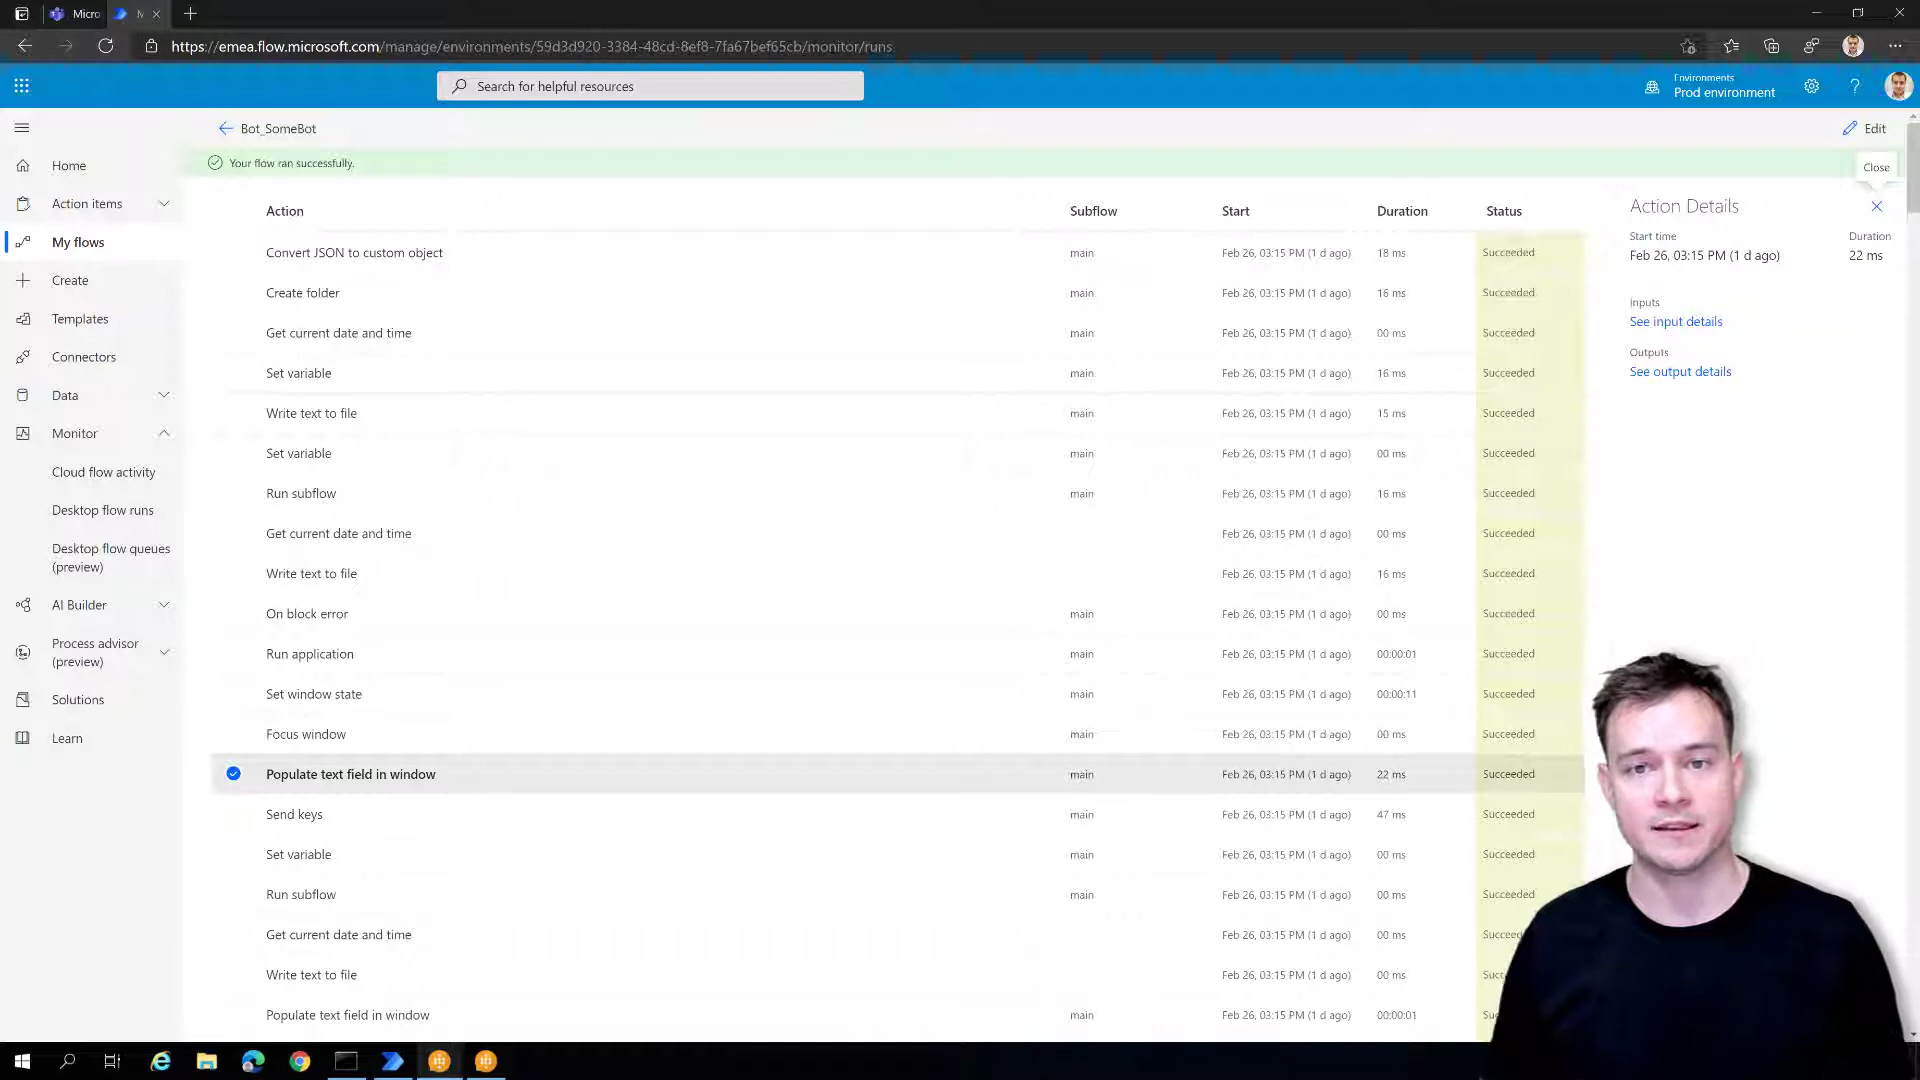 Micro
M
https://emea.flow.microsoft.com/manage/environments/59d3d920-3384-48cd-8ef8-7fa67bef65cb/monitor/runs
Search for helpful resources
Environments
Prod environment
Bot_SomeBot
Edit
Your flow ran successfully.
Close
Home
Action items
My flows
Create
Templates
Connectors
Data
Monitor
Cloud flow activity
Desktop flow runs
Desktop flow queues
(preview)
AI Builder
Process advisor
(preview)
Solutions
Learn
Action Subflow Start Duration Status
Convert JSON to custom object main Feb 26, 03:15 PM (1 d ago) 18 ms Succeeded
Create folder main Feb 26, 03:15 PM (1 d ago) 16 ms Succeeded
Get current date and time main Feb 26, 03:15 PM (1 d ago) 00 ms Succeeded
Set variable main Feb 26, 03:15 PM (1 d ago) 16 ms Succeeded
Write text to file main Feb 26, 03:15 PM (1 d ago) 15 ms Succeeded
Set variable main Feb 26, 03:15 PM (1 d ago) 00 ms Succeeded
Run subflow main Feb 26, 03:15 PM (1 d ago) 16 ms Succeeded
Get current date and time Feb 26, 03:15 PM (1 d ago) 00 ms Succeeded
Write text to file Feb 26, 03:15 PM (1 d ago) 16 ms Succeeded
On block error main Feb 26, 03:15 PM (1 d ago) 00 ms Succeeded
Run application main Feb 26, 03:15 PM (1 d ago) 00:00:01 Succeeded
Set window state main Feb 26, 03:15 PM (1 d ago) 00:00:11 Succeeded
Focus window main Feb 26, 03:15 PM (1 d ago) 00 ms Succeeded
Populate text field in window main Feb 26, 03:15 PM (1 d ago) 22 ms Succeeded
Send keys main Feb 26, 03:15 PM (1 d ago) 47 ms Succeeded
Set variable main Feb 26, 03:15 PM (1 d ago) 00 ms Succeeded
Run subflow main Feb 26, 03:15 PM (1 d ago) 00 ms Succeeded
Get current date and time Feb 26, 03:15 PM (1 d ago) 00 ms Succeed
Write text to file Feb 26, 03:15 PM (1 d ago) 00 ms Succ
Populate text field in window main Feb 26, 03:15 PM (1 d ago) 00:00:01 Suc
Action Details
Start time Duration
Feb 26, 03:15 PM (1 d ago) 22 ms
Inputs
See input details
Outputs
See output details